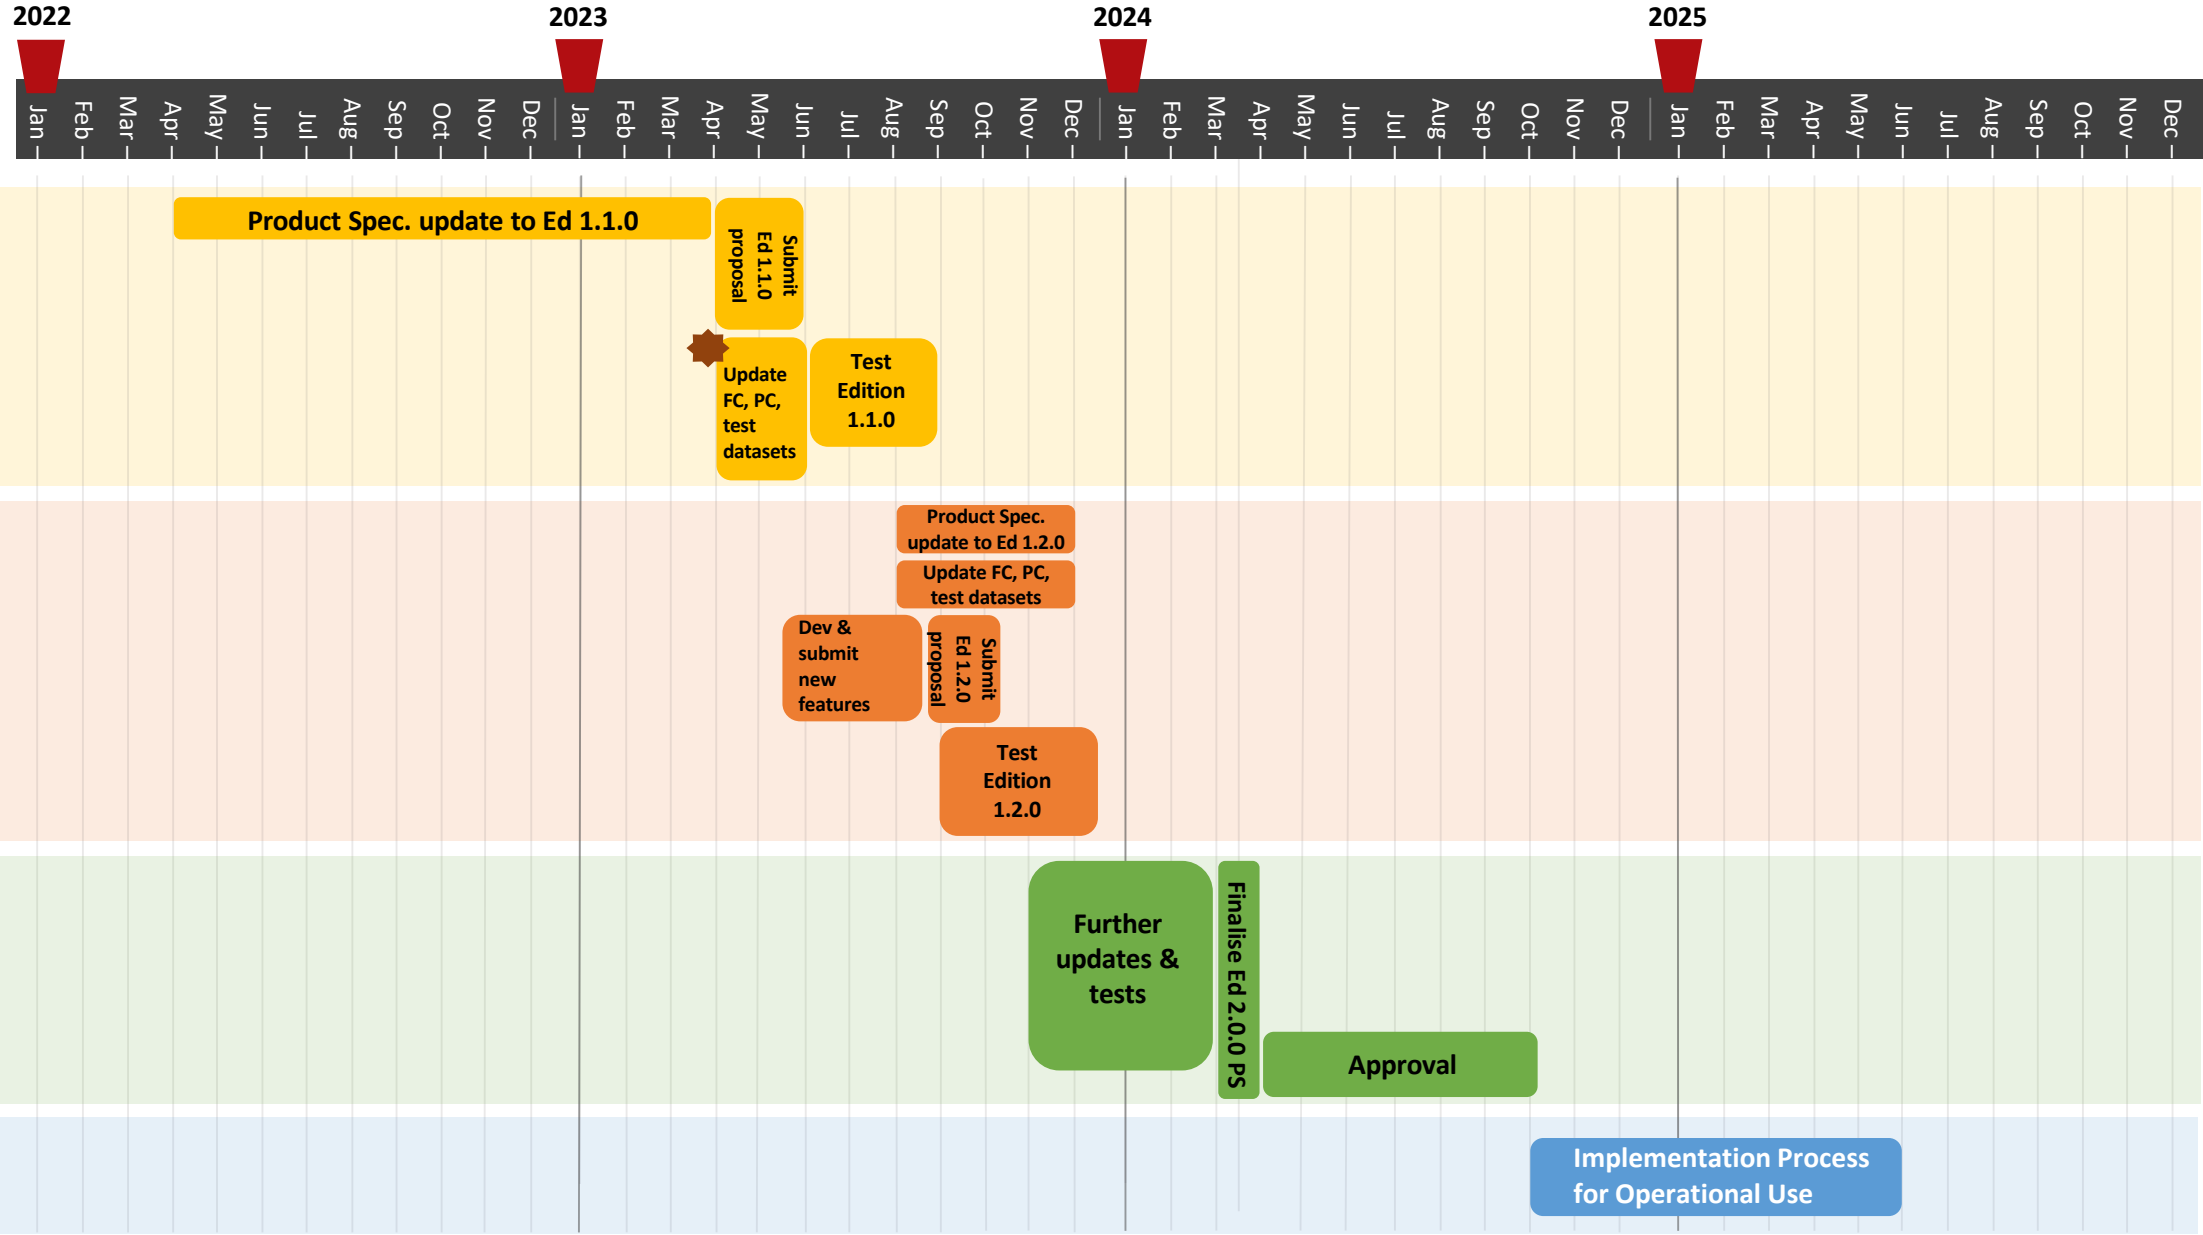 2022
2023
2024
2025
Jan
Feb
Mar
Apr
May
Jun
Jul
Aug
Sep
Oct
Nov
Dec
Jan
Feb
Mar
Apr
May
Jun
Jul
Aug
Sep
Oct
Nov
Dec
Jan
Feb
Mar
Apr
May
Jun
Jul
Aug
Sep
Oct
Nov
Dec
Jan
Feb
Mar
Apr
May
Jun
Jul
Aug
Sep
Oct
Nov
Dec
Product Spec. update to Ed 1.1.0
Submit
Ed 1.1.0
proposal
Update
FC, PC,
test
datasets
Test
Edition
1.1.0
Product Spec.
update to Ed 1.2.0
Update FC, PC,
test datasets
Dev &
submit
new
features
Submit
Ed 1.2.0
proposal
Test
Edition
1.2.0
Further
updates &
tests
Finalise Ed 2.0.0 PS
Approval
Implementation Process
for Operational Use